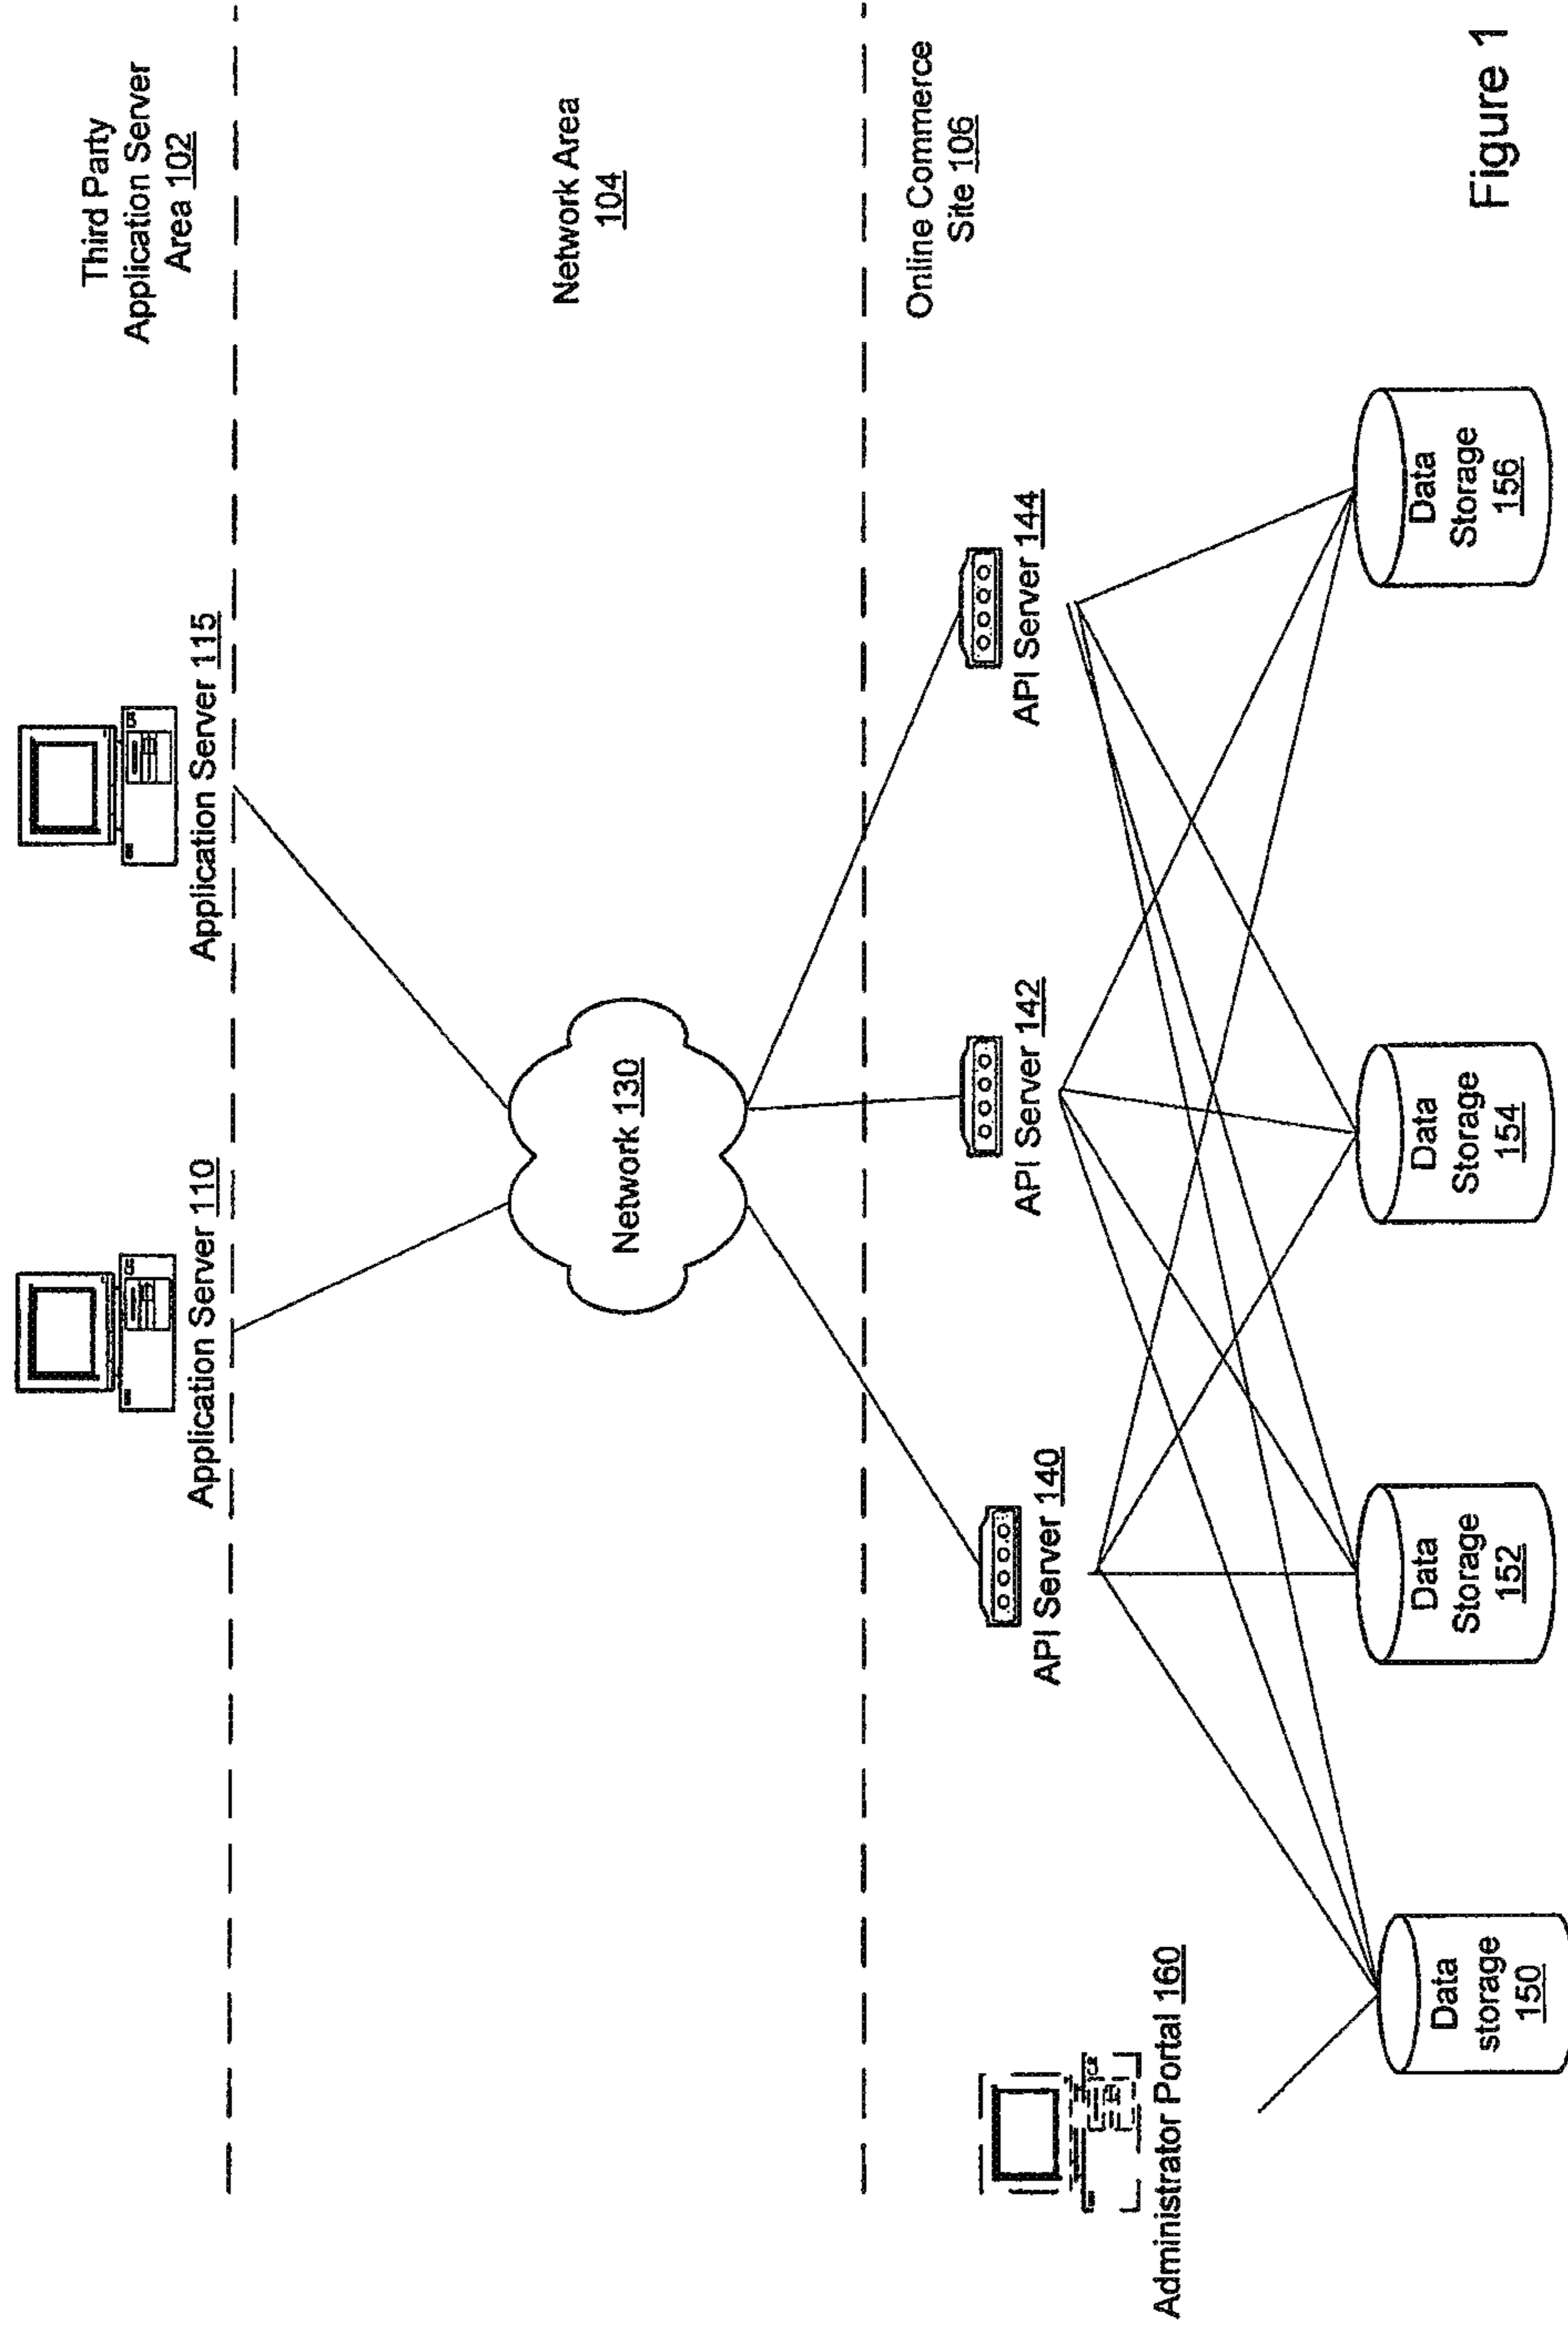 Third Party
Application Server
Area 102
Application Server 110
Application Server 115
Network Area
104
Network 130
Online Commerce
Site 106
API Server 140
API Server 142
API Server 144
Administrator Portal 160
Data
storage
150
Data
Storage
152
Data
Storage
154
Data
Storage
156
Figure 1